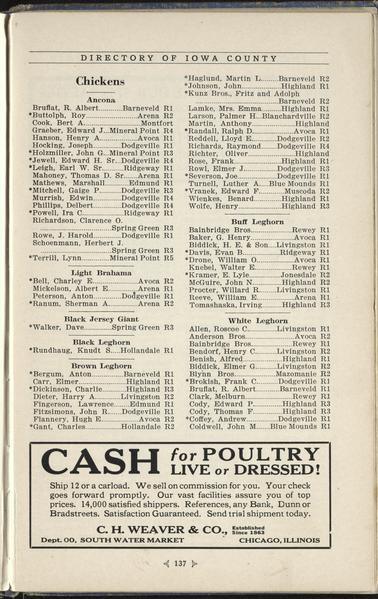 DIRECTORY OF IOWA COUNTY
Chickens
Ancona
Bruflat, R. Albert........Barneveld R1
*Buttolph, Roy................Arena R2
Cook, Bert A..................Montfort
Graeber, Edward J...Mineral Point R4
Hanson, Henry A...............Avoca R1
Hocking, Joseph...........Dodgeville R1
*Holzmiller, John G...Mineral Point R3
*Jewell, Edward H. Sr...Dodgeville R4
*Leigh, Earl W. Sr.......Ridgeway R1
Mahoney, Thomas D. Sr......Arena R1
Mathews, Marshall..........Edmund R1
*Mitchell, Gaige P......Dodgeville R3
Murrish, Edwin..........Dodgeville R4
Phillips, Delbert........Dodgeville R4
*Powell, Ira C...............Ridgeway R1
Richardson, Clarence O.
Spring Green R3
Rowe, J. Harold..........Dodgeville R1
Schoenmann, Herbert J.
Spring Green R3
*Terrill, Lynn..........Mineral Point R5
Light Brahama
*Bell, Charley E..................Avoca R2
Mickelson, Albert E............Arena R1
Peterson, Anton............Dodgeville R1
*Ranum, Sherman A............Arena R2
Black Jersey Giant
*Walker, Dave..........Spring Green R3
Black Leghorn
*Rundhaug, Knudt S....Hollandale R1
Brown Leghorn
*Bergum, Anton............Barneveld R1
Carr, Elmer..................Highland R1
*Dickinson, Charlie..........Highland R3
Dieter, Harry A............Livingston R2
Fingerson, Lawrence.....Edmund R1
Fitzsimons, John R......Dodgeville R1
Flannery, Hugh E..............Avoca R2
*Gant, Charles..............Hollandale R2
*Haglund, Martin L........Barneveld R2
*Johnson, John................Highland R1
*Kunz Bros., Fritz and Adolph
Barneveld R2
Lamke, Mrs. Emma.........Highland R1
Larson, Palmer H..Blanchardville R2
Martin, Anthony..............Highland
*Randall, Ralph D................Avoca R1
Reddell, Lloyd E..........Dodgeville R2
Richards, Raymond......Dodgeville R4
Richter, Oliver................Highland
Rose, Frank..................Highland R1
Rowl, Elmer J.............Dodgeville R3
*Severson, Joe..............Dodgeville R1
Turnell, Luther A....Blue Mounds R1
*Vranek, Edward F..........Muscoda R2
Wienkes, Benard............Highland R1
Wolfe, Henry................Highland R3
Buff Leghorn
Bainbridge Bros................Rewey R1
Baker, G. Henry................Avoca R1
Biddick, H. E. & Son....Livingston R1
*Davis, Evan B................Ridgeway R1
*Drone, William O..............Avoca R1
Knebel, Walter E................Rewey R1
*Kramer, E. Lyle..............Jonesdale R2
McGuire, John N............Highland R2
Procter, Willard R........Livingston R1
Reeve, William E..............Arena R1
Tomashaska, Irving..........Highland R3
White Leghorn
Allen, Roscoe C............Livingston R1
Anderson Bros..................Avoca R2
Bainbridge Bros................Rewey R1
Bendorf, Henry C..........Livingston R2
Benish, Alfred................Highland R1
Biddick, Elmer G..........Livingston R2
Blynn Bros...............Mazomanie R2
*Brokish, Frank C........Dodgeville R1
Bruflat, R. Albert..........Barneveld R1
Clark, Melburn................Rewey R1
Cody, Edward P..............Highland R3
Cody, Thomas F..............Highland R3
*Coffey, Andrew............Dodgeville R1
Coldwell, John M....Blue Mounds R1
CASH for POULTRY
LIVE or DRESSED!
Ship 12 or a carload. We sell on commission for you. Your check
goes forward promptly. Our vast facilities assure you of top
prices. 14,000 satisfied shippers. References, any Bank, Dunn or
Bradstreets. Satisfaction Guaranteed. Send trial shipment today.
C. H. WEAVER & CO., Established Since 1863
Dept. 00, SOUTH WATER MARKET CHICAGO, ILLINOIS
137